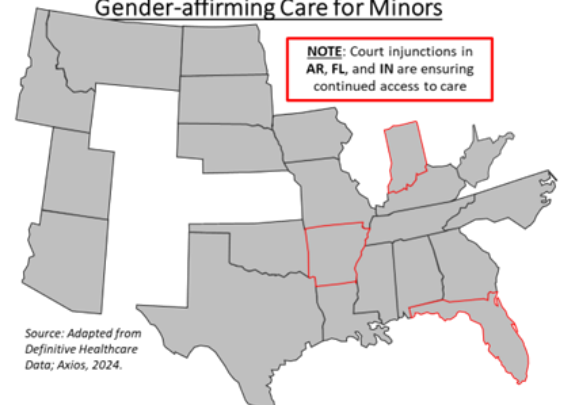 Gender-affirming Care for Minors
NOTE: Court injunctions in
AR, FL, and IN are ensuring
continued access to care
Source: Adapted from
Definitive Healthcare
Data; Axios, 2024.